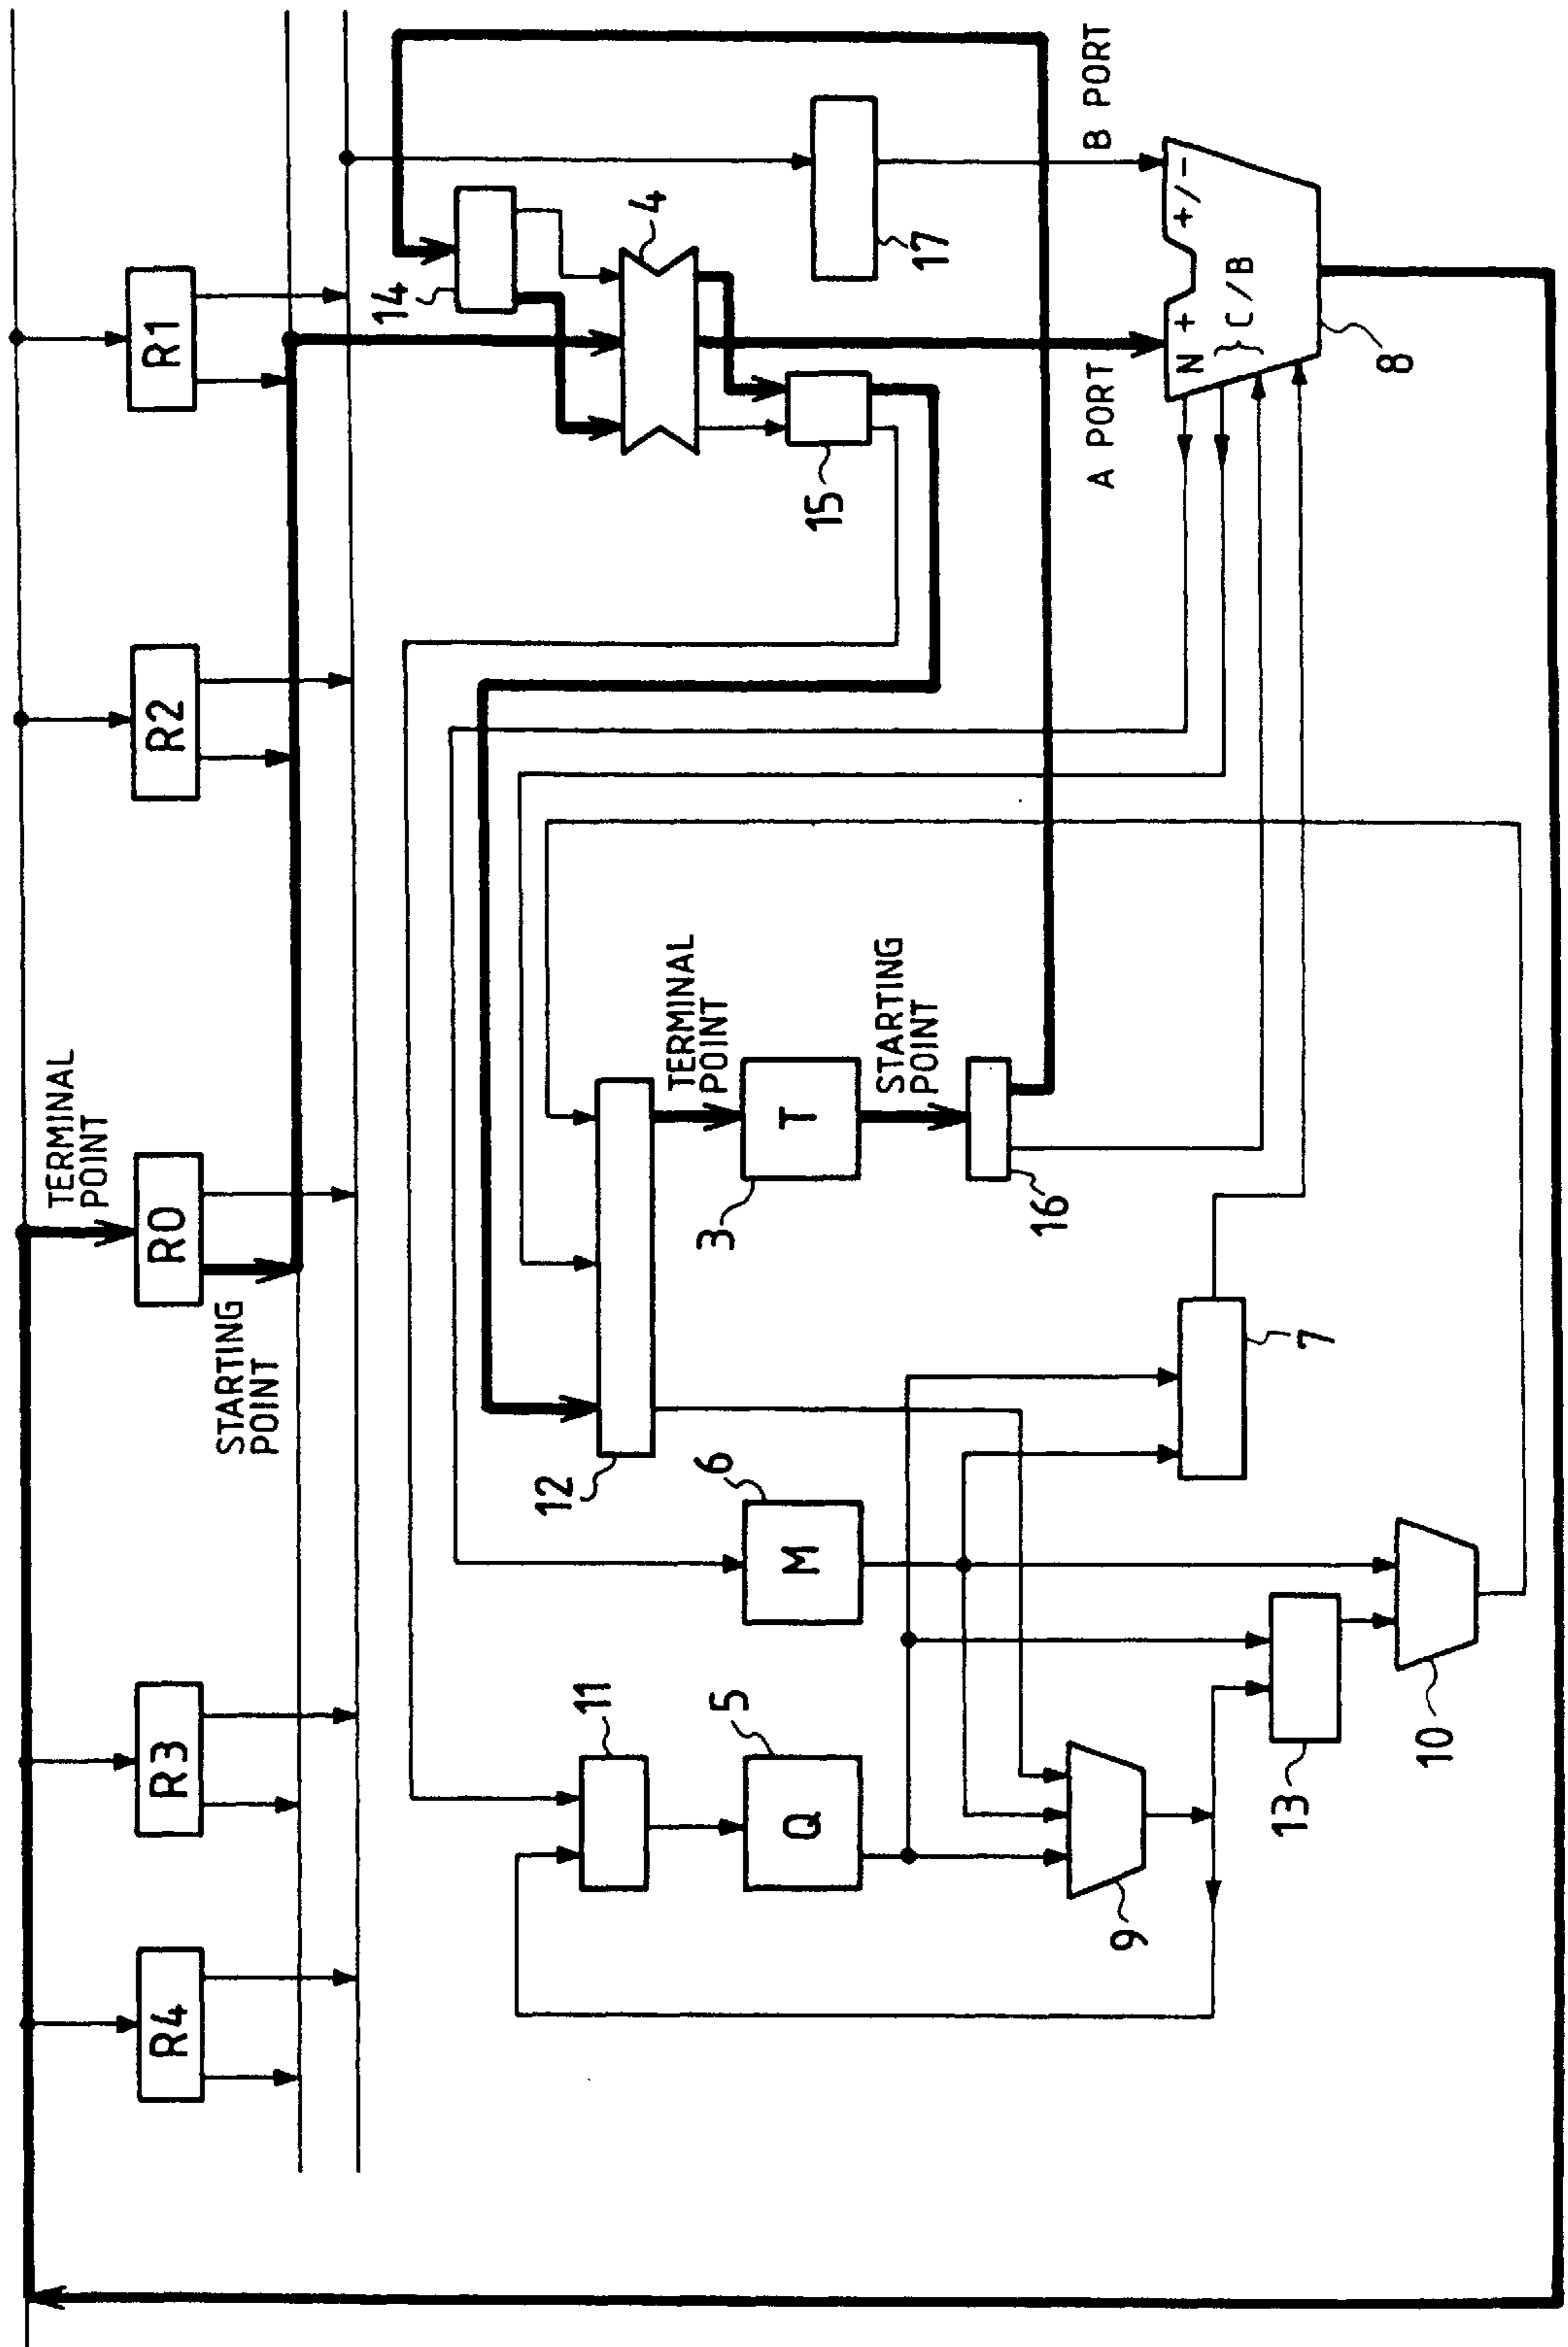 R4
R3
R0
R2
R1
TERMINAL
POINT
STARTING
POINT
14
4
17
15
A PORT
B PORT
N + +/-
} C/B
8
12
TERMINAL
POINT
T
3
STARTING
POINT
16
11
5
Q
6
M
7
9
13
10